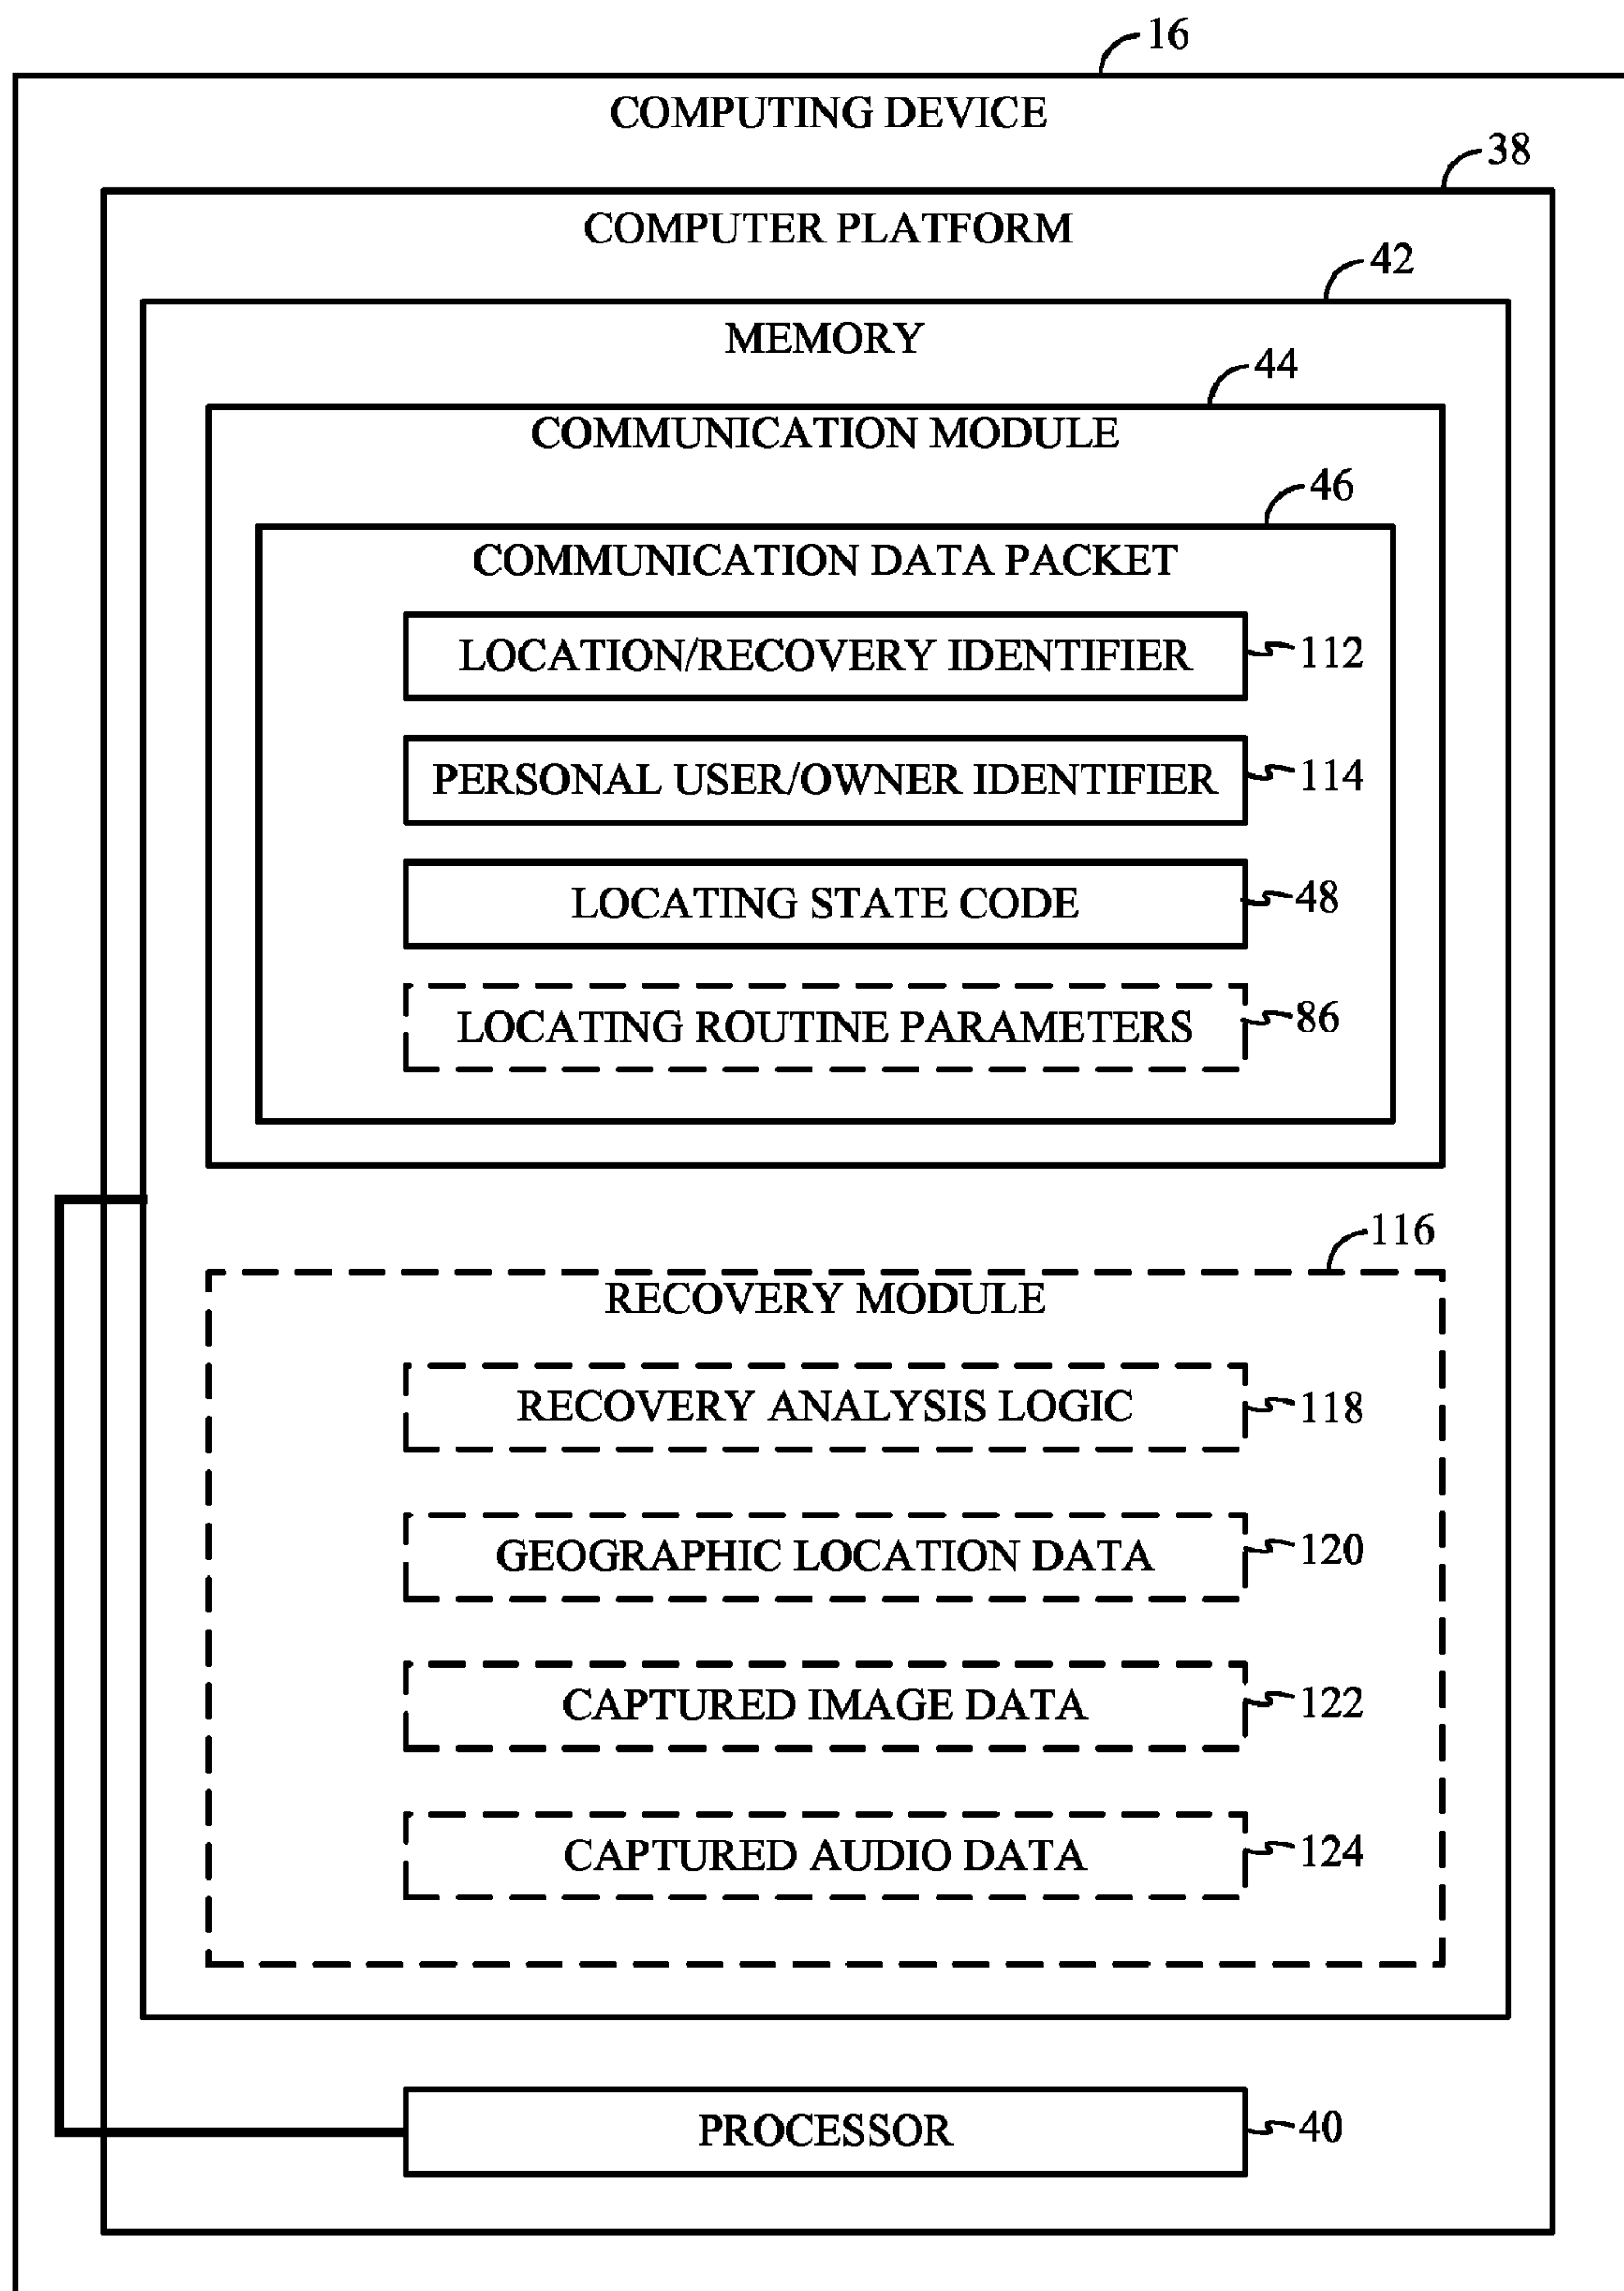 16
COMPUTING DEVICE
38
COMPUTER PLATFORM
42
MEMORY
44
COMMUNICATION MODULE
46
COMMUNICATION DATA PACKET
LOCATION/RECOVERY IDENTIFIER 112
PERSONAL USER/OWNER IDENTIFIER 114
LOCATING STATE CODE 48
LOCATING ROUTINE PARAMETERS 86
116
RECOVERY MODULE
RECOVERY ANALYSIS LOGIC 118
GEOGRAPHIC LOCATION DATA 120
CAPTURED IMAGE DATA 122
CAPTURED AUDIO DATA 124
PROCESSOR 40